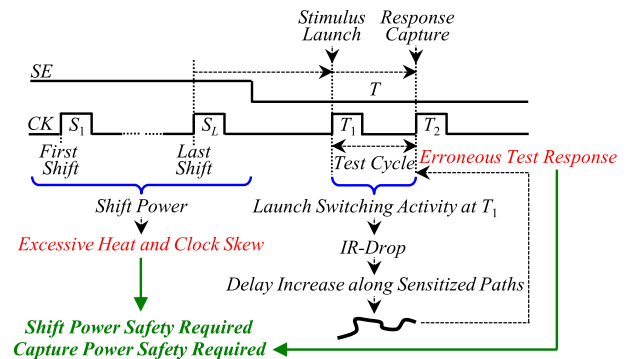 Stimulus Launch
Response Capture
SE
T
CK
S1
...... ...
SL
T1
T2
First Shift
Last Shift
Test Cycle
Erroneous Test Response
Shift Power
Launch Switching Activity at T1
Excessive Heat and Clock Skew
IR-Drop
Delay Increase along Sensitized Paths
Shift Power Safety Required
Capture Power Safety Required